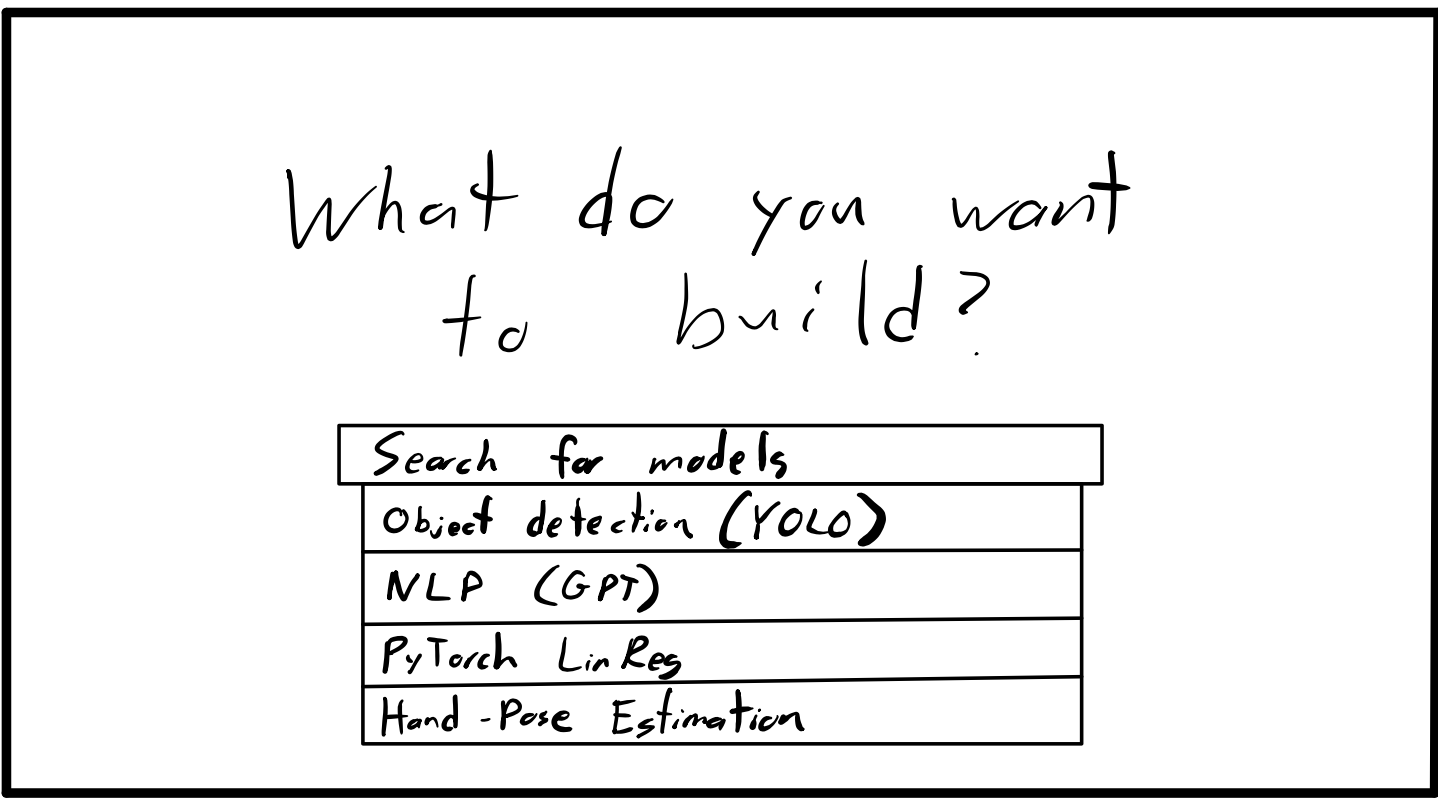 What do you want
to build?
Search for models
Object detection (YOLO)
NLP (GPT)
PyTorch LinReg
Hand-Pose Estimation